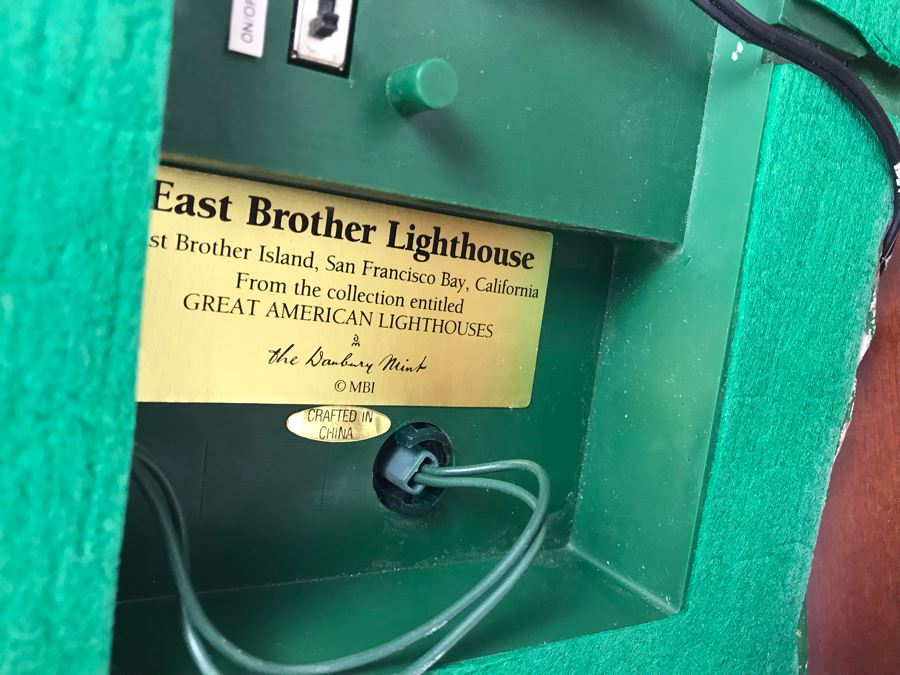 ON/OF
East Brother Lighthouse
st Brother Island, San Francisco Bay, California
From the collection entitled
GREAT AMERICAN LIGHTHOUSES
the Danbury Mint
© MBI
CRAFTED IN
CHINA